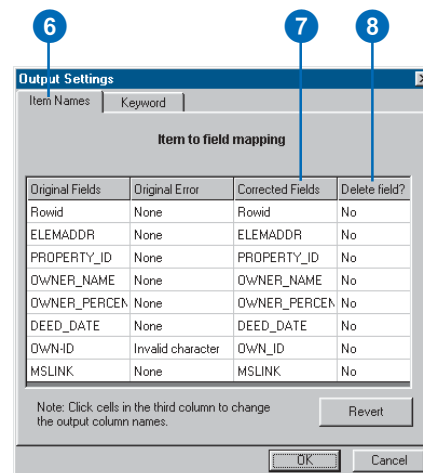 6 7 8
Output Settings
Item Names Keyword
Item to field mapping
Original Fields Original Error Corrected Fields Delete field?
Rowid None Rowid No
ELEMADDR None ELEMADDR No
PROPERTY_ID None PROPERTY_ID No
OWNER_NAME None OWNER_NAME No
OWNER_PERCEN None OWNER_PERCEN No
DEED_DATE None DEED_DATE No
OWN-ID Invalid character OWN_ID No
MSLINK None MSLINK No
Note: Click cells in the third column to change
the output column names.
Revert
OK Cancel